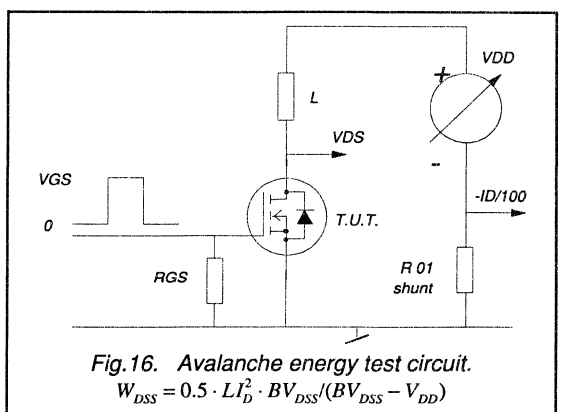 VDD
+
L
VDS
-
VGS
-ID/100
0
T.U.T.
RGS
R 01
shunt
Fig.16. Avalanche energy test circuit.
W_DSS = 0.5 · LI_D^2 · BV_DSS/(BV_DSS − V_DD)